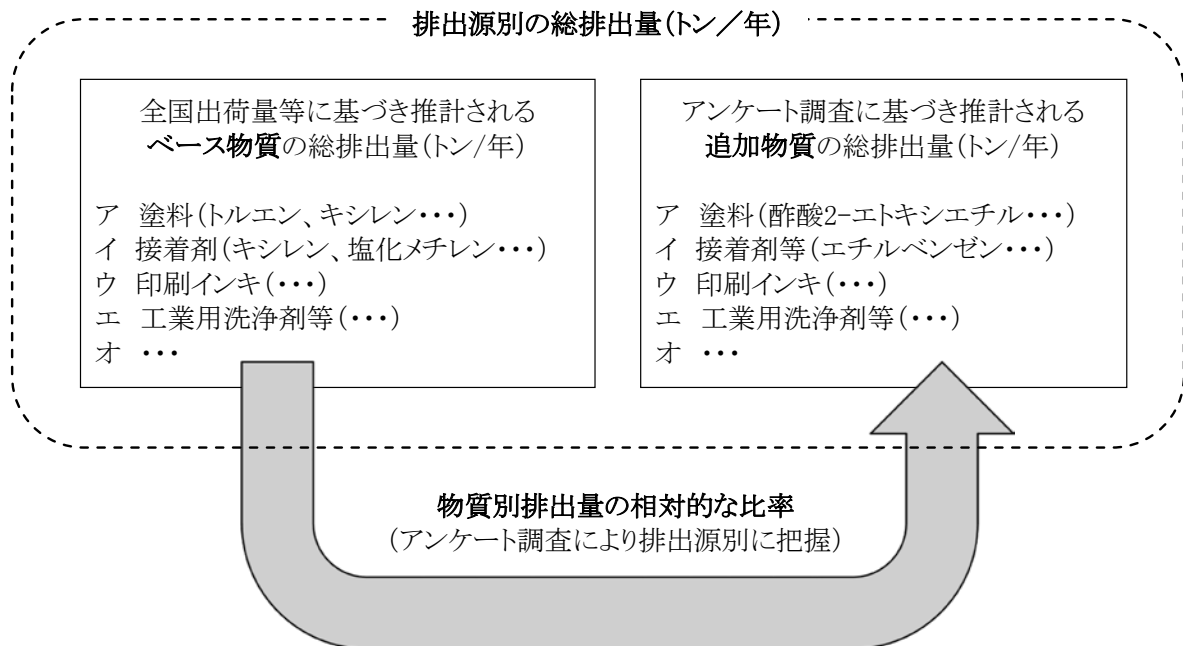 排出源別の総排出量(トン／年)
全国出荷量等に基づき推計される
ベース物質の総排出量(トン/年)
ア 塗料(トルエン、キシレン・・・)
イ 接着剤(キシレン、塩化メチレン・・・)
ウ 印刷インキ(・・・)
エ 工業用洗浄剤等(・・・)
オ ・・・
アンケート調査に基づき推計される
追加物質の総排出量(トン/年)
ア 塗料(酢酸2-エトキシエチル・・・)
イ 接着剤等(エチルベンゼン・・・)
ウ 印刷インキ(・・・)
エ 工業用洗浄剤等(・・・)
オ ・・・
物質別排出量の相対的な比率
(アンケート調査により排出源別に把握)